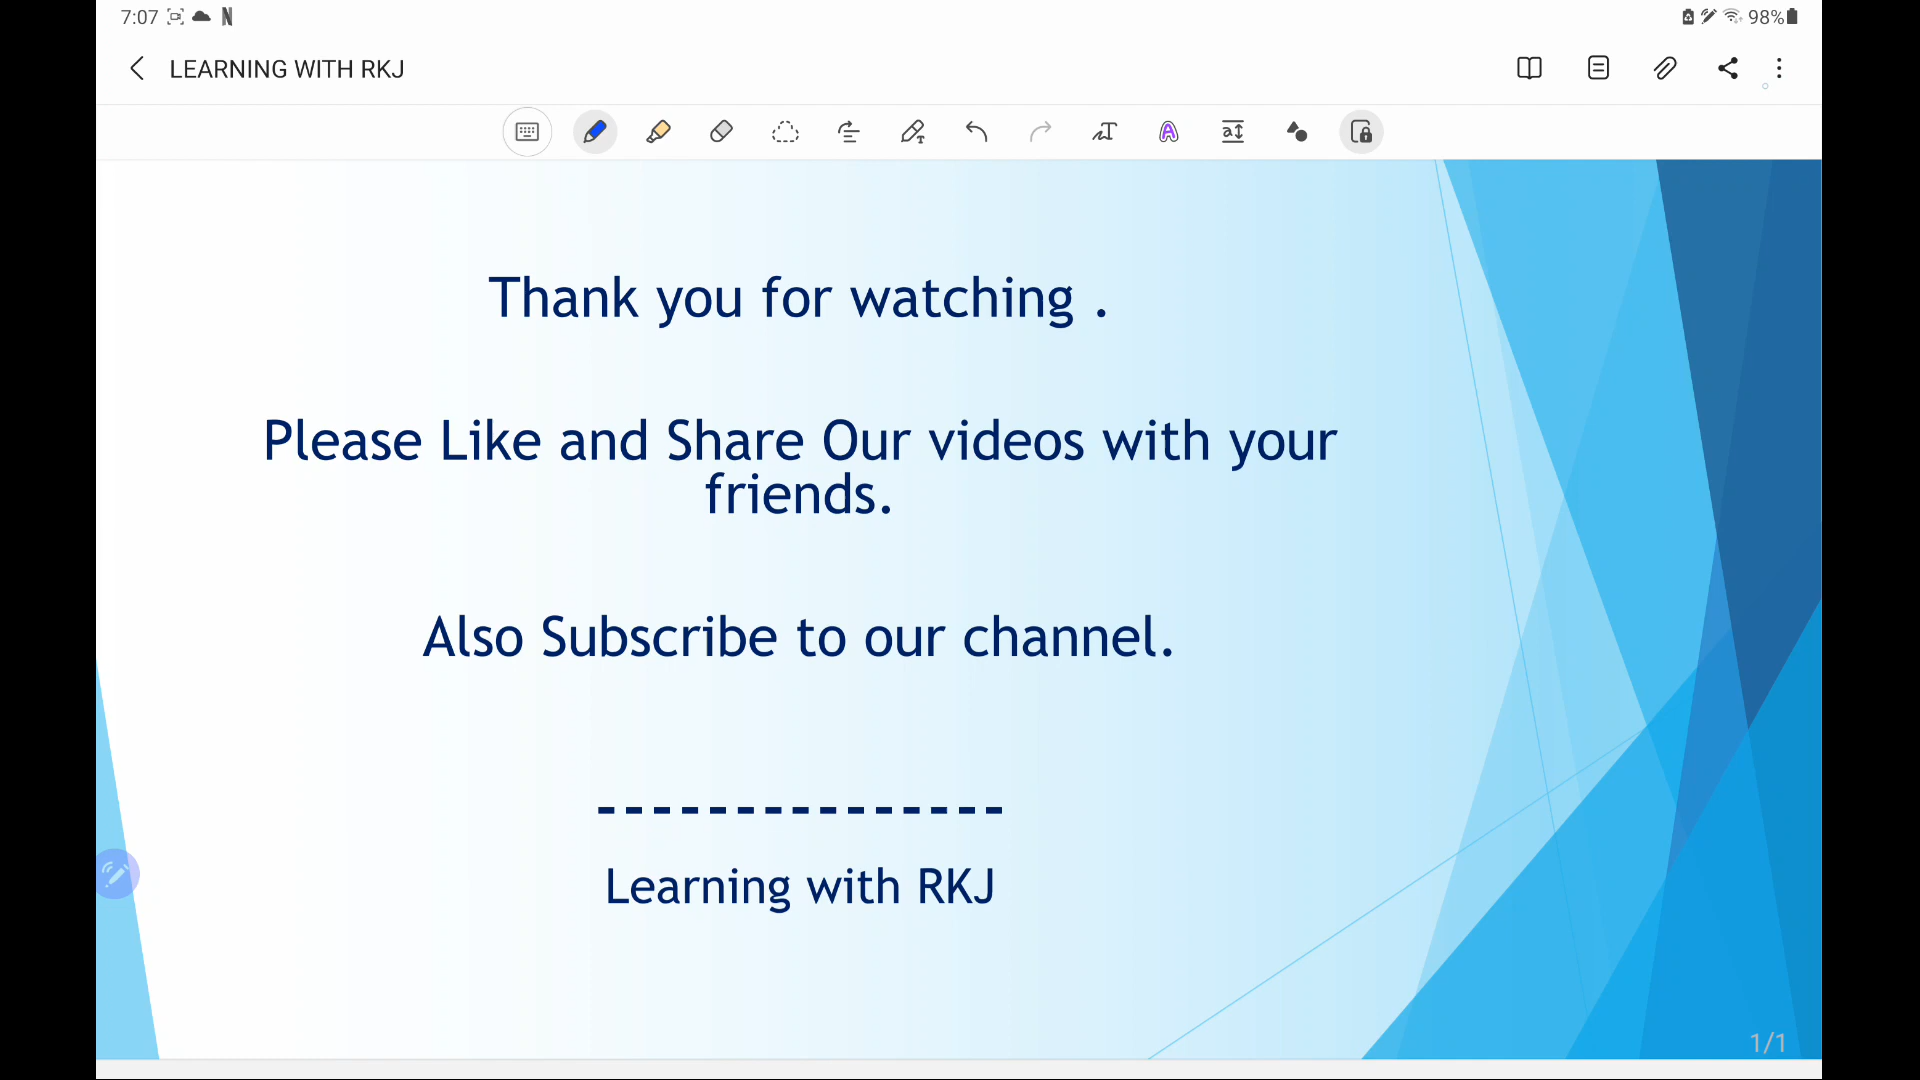 7:07
98%
LEARNING WITH RKJ
Thank you for watching .
Please Like and Share Our videos with your
friends.
Also Subscribe to our channel.
---------------
Learning with RKJ
1/1